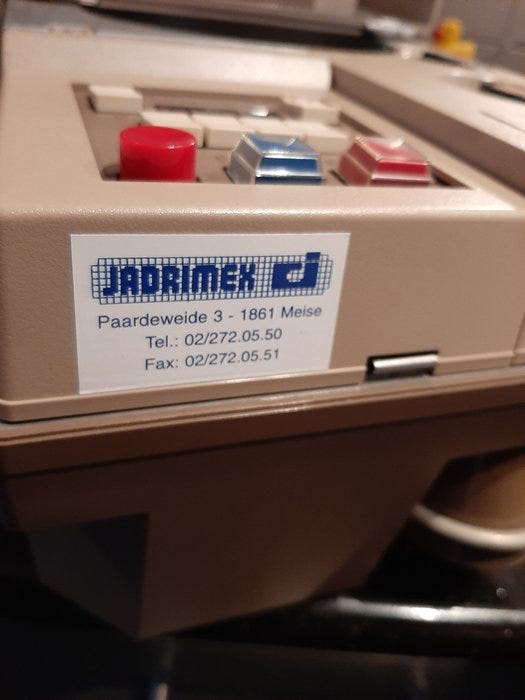 JADRIMEX
Paardeweide 3 - 1861 Meise
Tel.: 02/272.05.50
Fax: 02/272.05.51